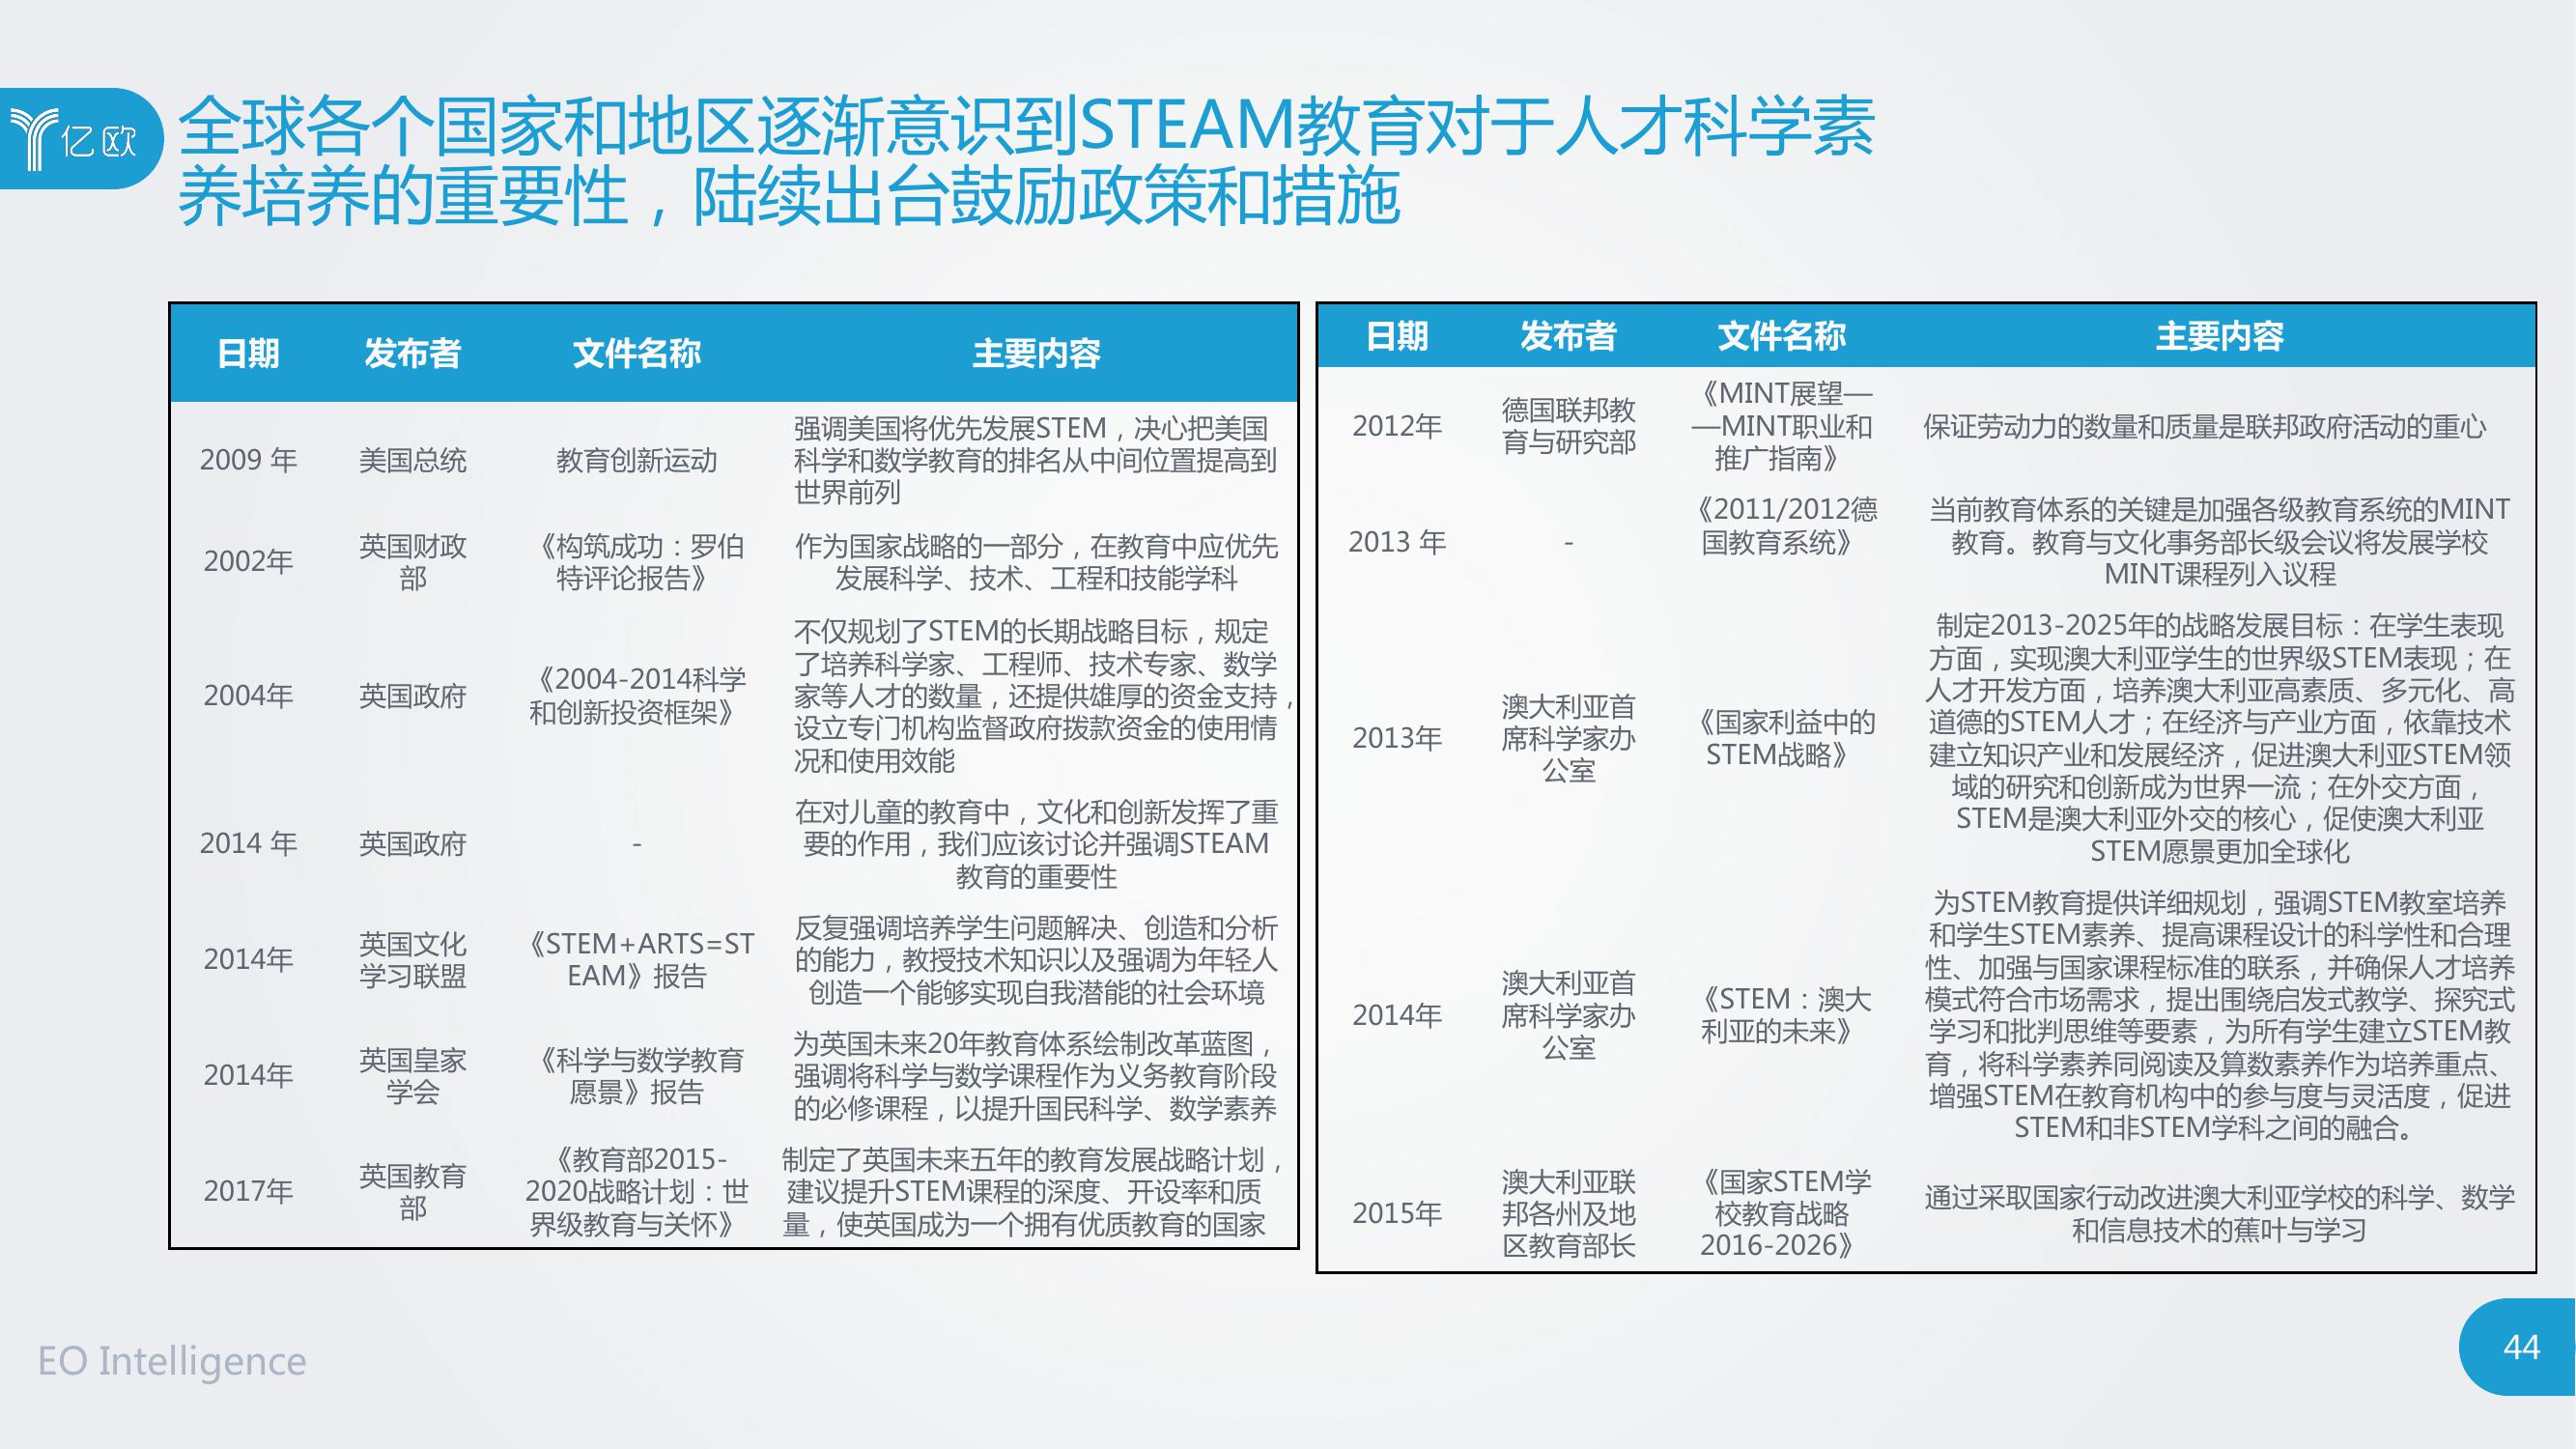 亿欧
全球各个国家和地区逐渐意识到STEAM教育对于人才科学素
养培养的重要性，陆续出台鼓励政策和措施
日期 发布者 文件名称 主要内容
2009 年 美国总统 教育创新运动
强调美国将优先发展STEM，决心把美国
科学和数学教育的排名从中间位置提高到
世界前列
2002年
英国财政
部
《构筑成功：罗伯
特评论报告》
作为国家战略的一部分，在教育中应优先
发展科学、技术、工程和技能学科
2004年 英国政府
《2004-2014科学
和创新投资框架》
不仅规划了STEM的长期战略目标，规定
了培养科学家、工程师、技术专家、数学
家等人才的数量，还提供雄厚的资金支持，
设立专门机构监督政府拨款资金的使用情
况和使用效能
2014 年 英国政府 -
在对儿童的教育中，文化和创新发挥了重
要的作用，我们应该讨论并强调STEAM
教育的重要性
2014年
英国文化
学习联盟
《STEM+ARTS=ST
EAM》报告
反复强调培养学生问题解决、创造和分析
的能力，教授技术知识以及强调为年轻人
创造一个能够实现自我潜能的社会环境
2014年
英国皇家
学会
《科学与数学教育
愿景》报告
为英国未来20年教育体系绘制改革蓝图，
强调将科学与数学课程作为义务教育阶段
的必修课程，以提升国民科学、数学素养
2017年
英国教育
部
《教育部2015-
2020战略计划：世
界级教育与关怀》
制定了英国未来五年的教育发展战略计划，
建议提升STEM课程的深度、开设率和质
量，使英国成为一个拥有优质教育的国家
日期 发布者 文件名称 主要内容
2012年
德国联邦教
育与研究部
《MINT展望—
—MINT职业和
推广指南》
保证劳动力的数量和质量是联邦政府活动的重心
2013 年 -
《2011/2012德
国教育系统》
当前教育体系的关键是加强各级教育系统的MINT
教育。教育与文化事务部长级会议将发展学校
MINT课程列入议程
2013年
澳大利亚首
席科学家办
公室
《国家利益中的
STEM战略》
制定2013-2025年的战略发展目标：在学生表现
方面，实现澳大利亚学生的世界级STEM表现；在
人才开发方面，培养澳大利亚高素质、多元化、高
道德的STEM人才；在经济与产业方面，依靠技术
建立知识产业和发展经济，促进澳大利亚STEM领
域的研究和创新成为世界一流；在外交方面，
STEM是澳大利亚外交的核心，促使澳大利亚
STEM愿景更加全球化
2014年
澳大利亚首
席科学家办
公室
《STEM：澳大
利亚的未来》
为STEM教育提供详细规划，强调STEM教室培养
和学生STEM素养、提高课程设计的科学性和合理
性、加强与国家课程标准的联系，并确保人才培养
模式符合市场需求，提出围绕启发式教学、探究式
学习和批判思维等要素，为所有学生建立STEM教
育，将科学素养同阅读及算数素养作为培养重点、
增强STEM在教育机构中的参与度与灵活度，促进
STEM和非STEM学科之间的融合。
2015年
澳大利亚联
邦各州及地
区教育部长
《国家STEM学
校教育战略
2016-2026》
通过采取国家行动改进澳大利亚学校的科学、数学
和信息技术的蕉叶与学习
EO Intelligence
44